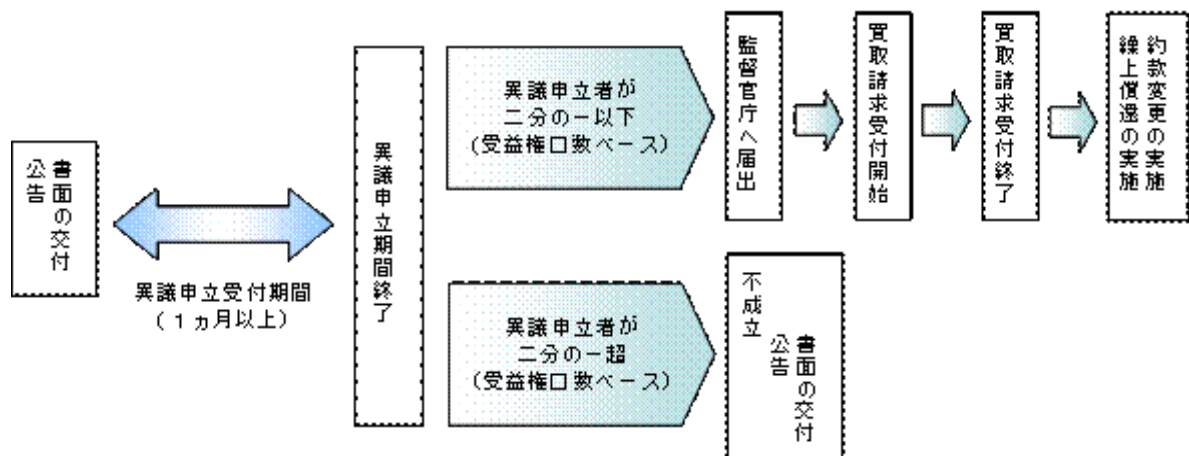 書面の交付
公告
異議申立受付期間
(1ヵ月以上)
異議申立期間終了
異議申立者が
二分の一以下
(受益権口数ベース)
監督官庁へ届出
買取請求受付開始
買取請求受付終了
約款変更の実施
繰上償還の実施
異議申立者が
二分の一超
(受益権口数ベース)
不成立
書面の交付
公告